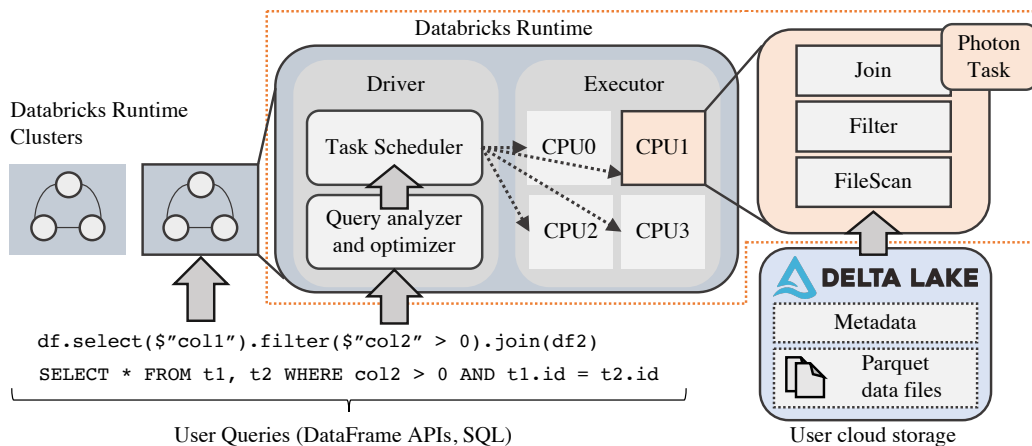 Databricks Runtime
Photon
Task
Driver
Executor
Join
Databricks Runtime
Clusters
Task Scheduler
CPU0
CPU1
Filter
FileScan
Query analyzer
and optimizer
CPU2
CPU3
DELTA LAKE
Metadata
Parquet
data files
df.select($”col1”).filter($”col2” > 0).join(df2)
SELECT * FROM t1, t2 WHERE col2 > 0 AND t1.id = t2.id
User Queries (DataFrame APIs, SQL)
User cloud storage